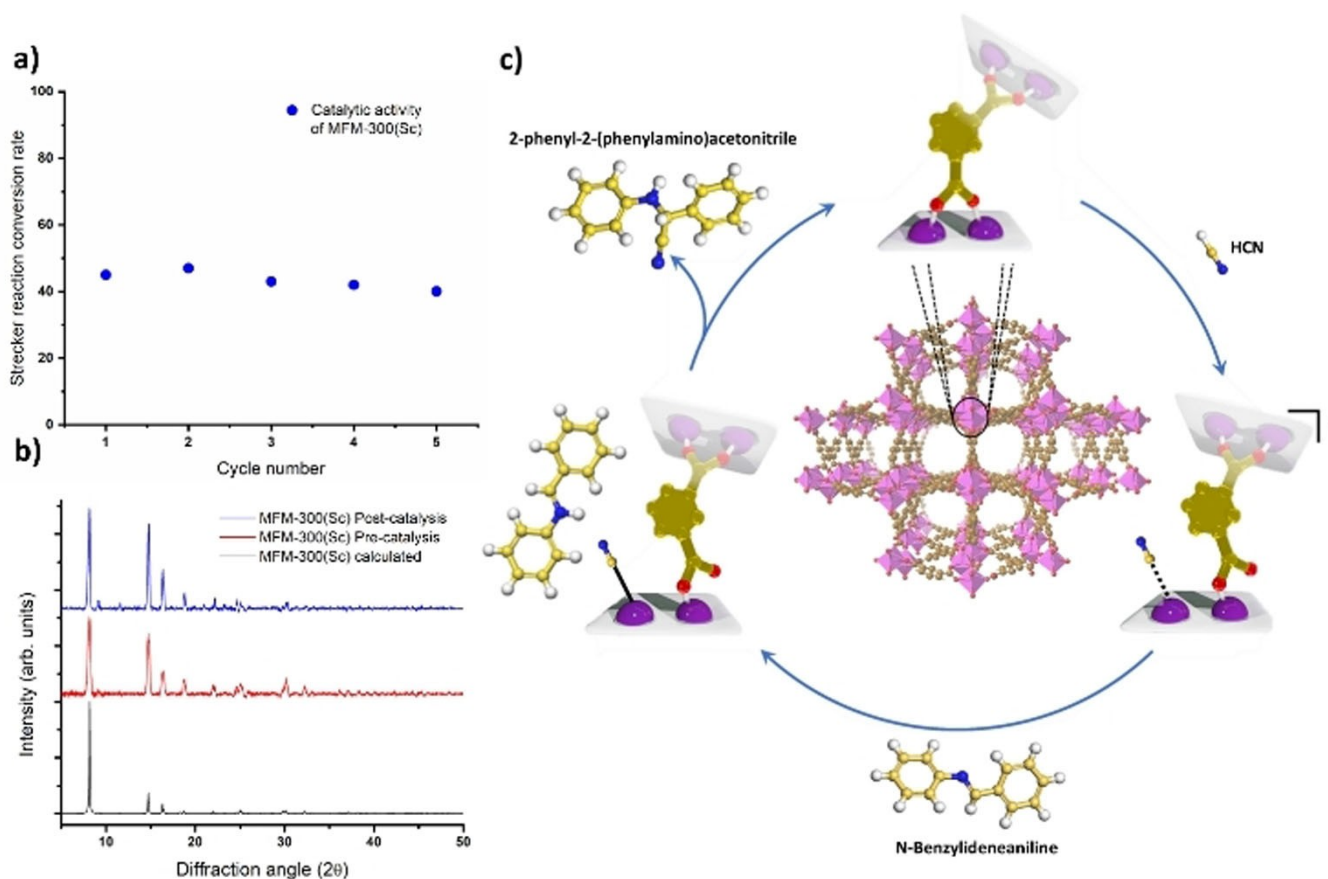 a)
100
80
60
40
20
0
Strecker reaction conversion rate
Catalytic activity
of MFM-300(Sc)
1 2 3 4 5
Cycle number
b)
MFM-300(Sc) Post-catalysis
MFM-300(Sc) Pre-catalysis
MFM-300(Sc) calculated
Intensity (arb. units)
10 20 30 40 50
Diffraction angle (2θ)
c)
2-phenyl-2-(phenylamino)acetonitrile
HCN
N-Benzylideneaniline